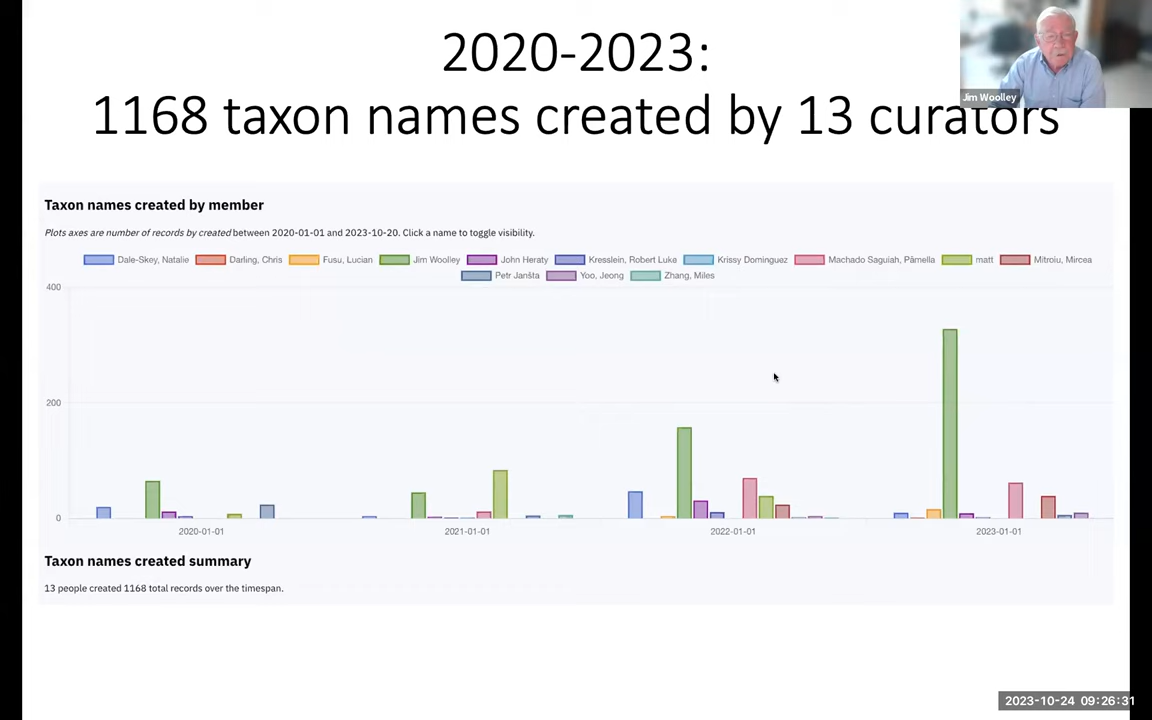 2020-2023:
1168 taxon names created by 13 curators
Jim Woolley
Taxon names created by member
Plots axes are number of records by created between 2020-01-01 and 2023-10-20. Click a name to toggle visibility.
Dale-Skey, Natalie Darling, Chris Fusu, Lucian Jim Woolley John Heraty Kresslein, Robert Luke Krissy Dominguez Machado Saguiah, Pâmella matt Mitroiu, Mircea
Petr Janšta Yoo, Jeong Zhang, Miles
400
200
0
2020-01-01 2021-01-01 2022-01-01 2023-01-01
Taxon names created summary
13 people created 1168 total records over the timespan.
2023-10-24 09:26:31